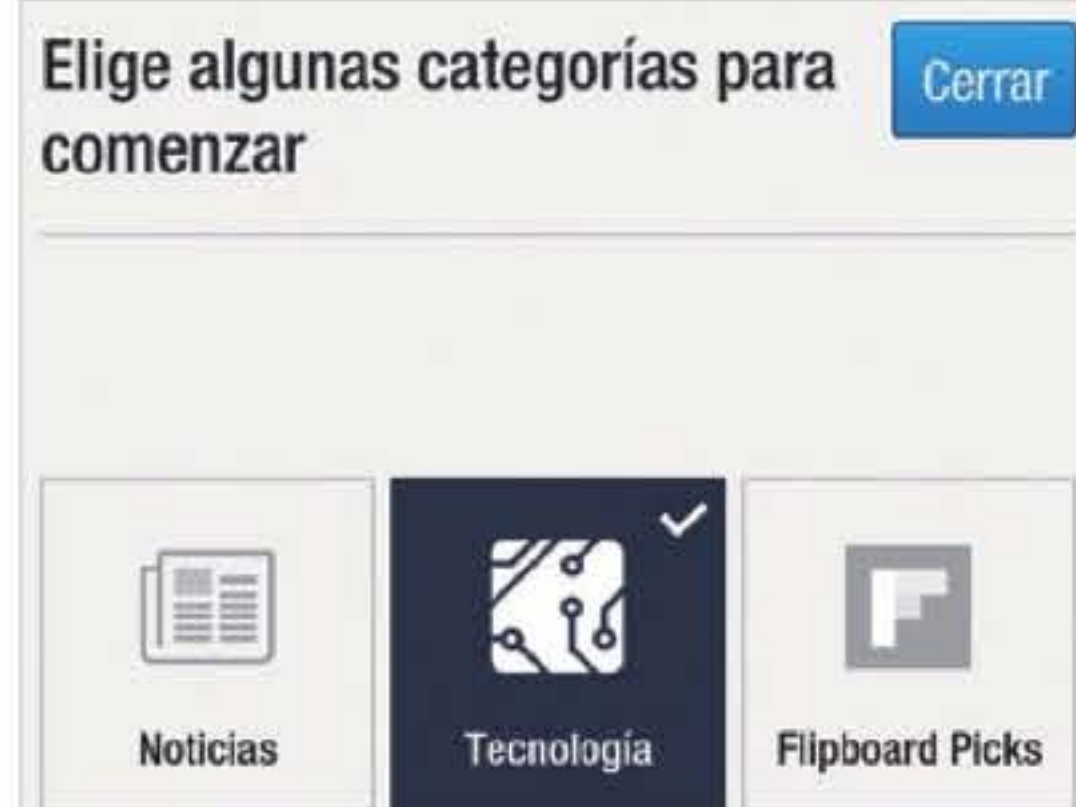 Elige algunas categorías para
comenzar
Cerrar
Noticias
Tecnología
Flipboard Picks